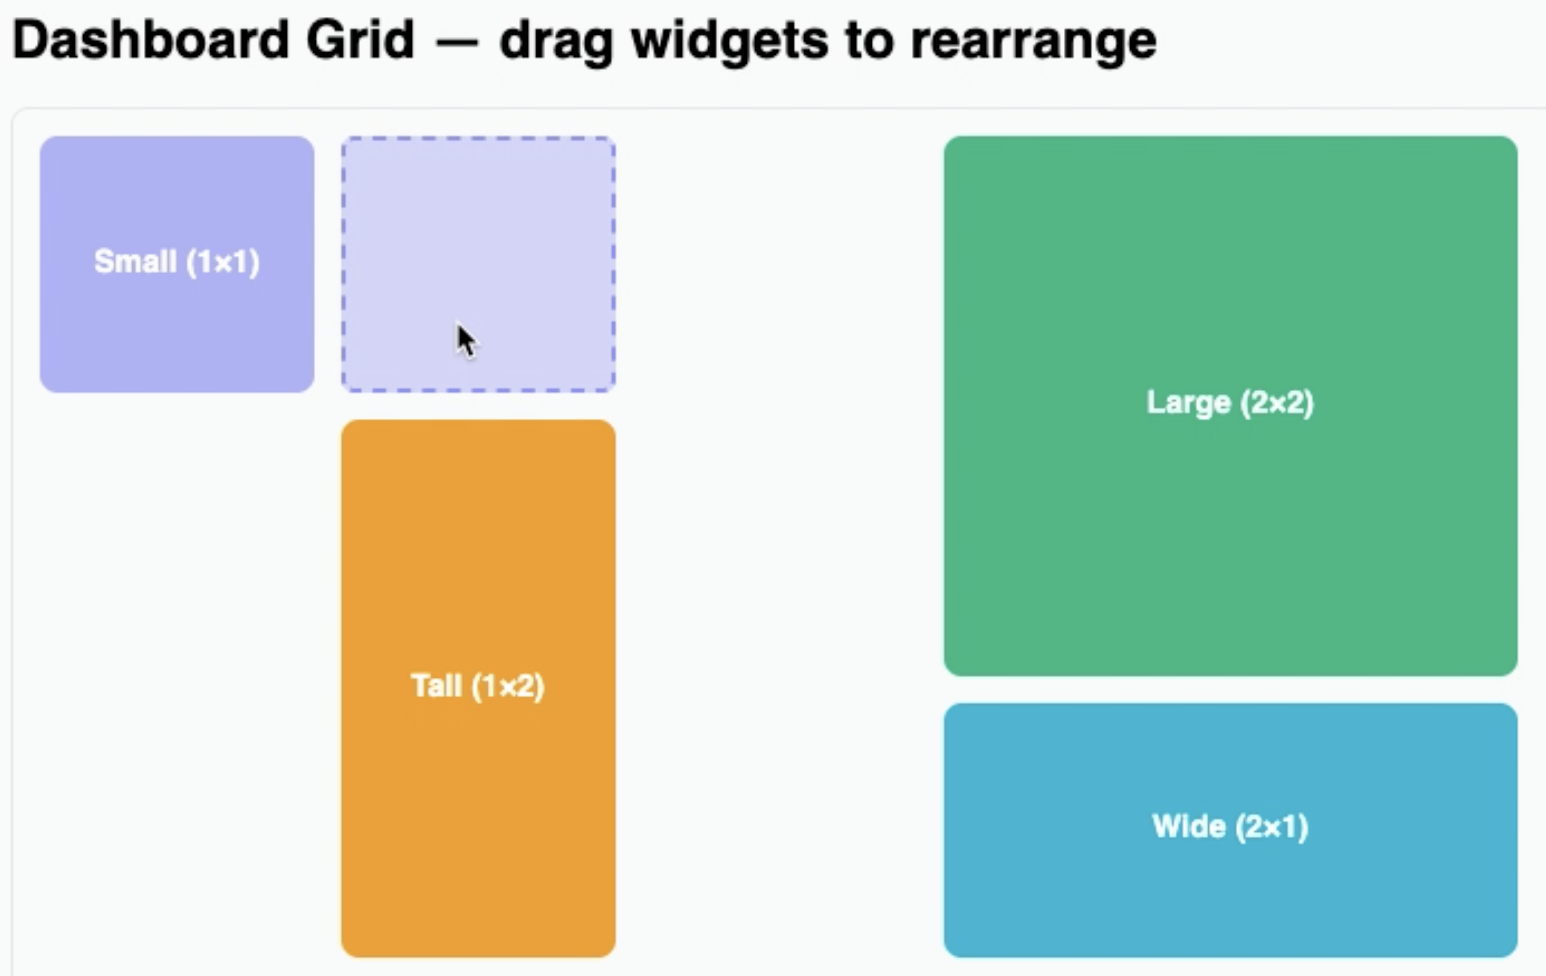 Dashboard Grid — drag widgets to rearrange
Small (1×1)
Large (2×2)
Tall (1×2)
Wide (2×1)